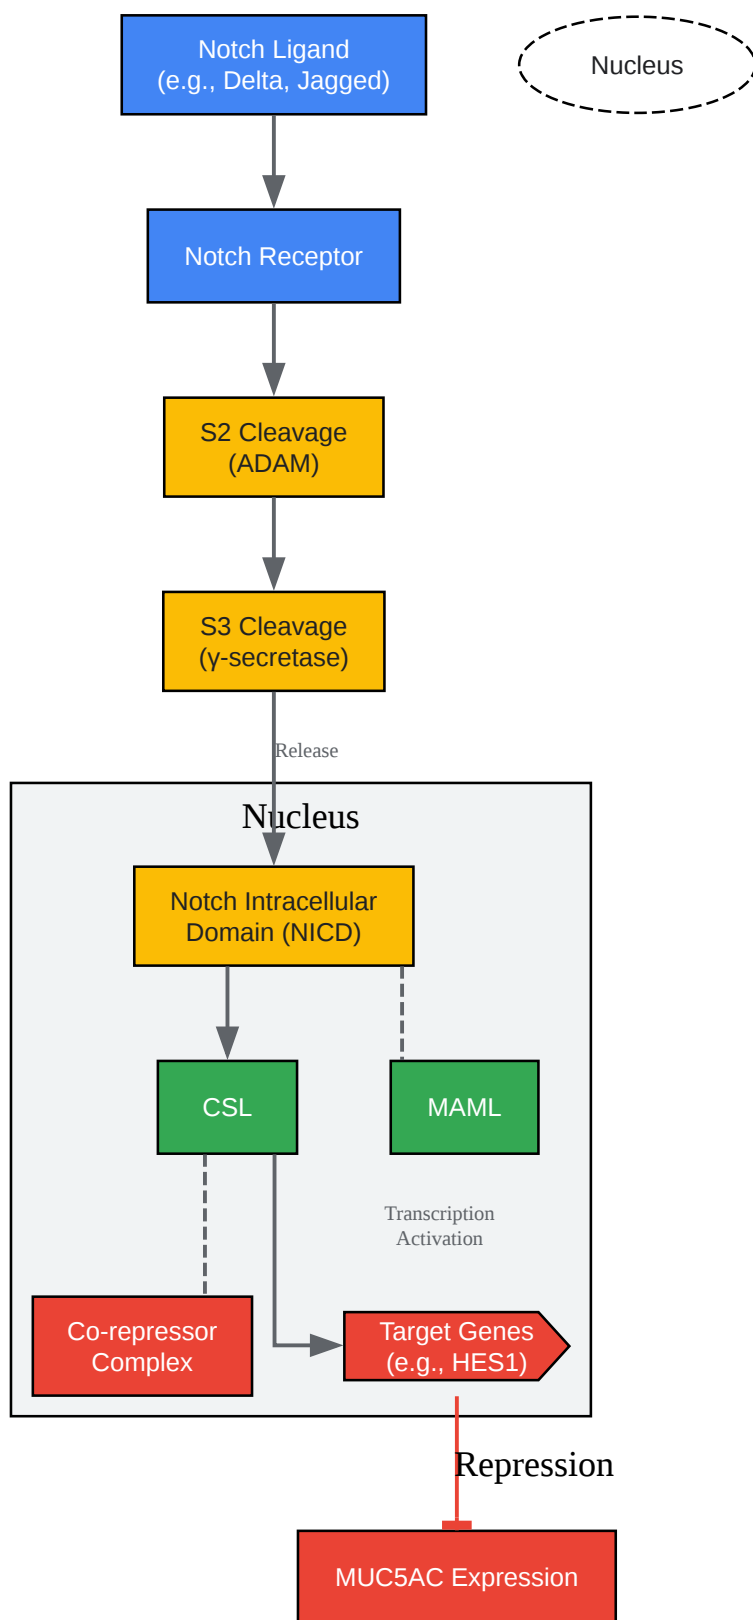 Notch Ligand
(e.g., Delta, Jagged)
Nucleus
Notch Receptor
S2 Cleavage
(ADAM)
S3 Cleavage
(γ-secretase)
Release
Nucleus
Notch Intracellular
Domain (NICD)
CSL
MAML
Transcription
Activation
Co-repressor
Complex
Target Genes
(e.g., HES1)
Repression
MUC5AC Expression